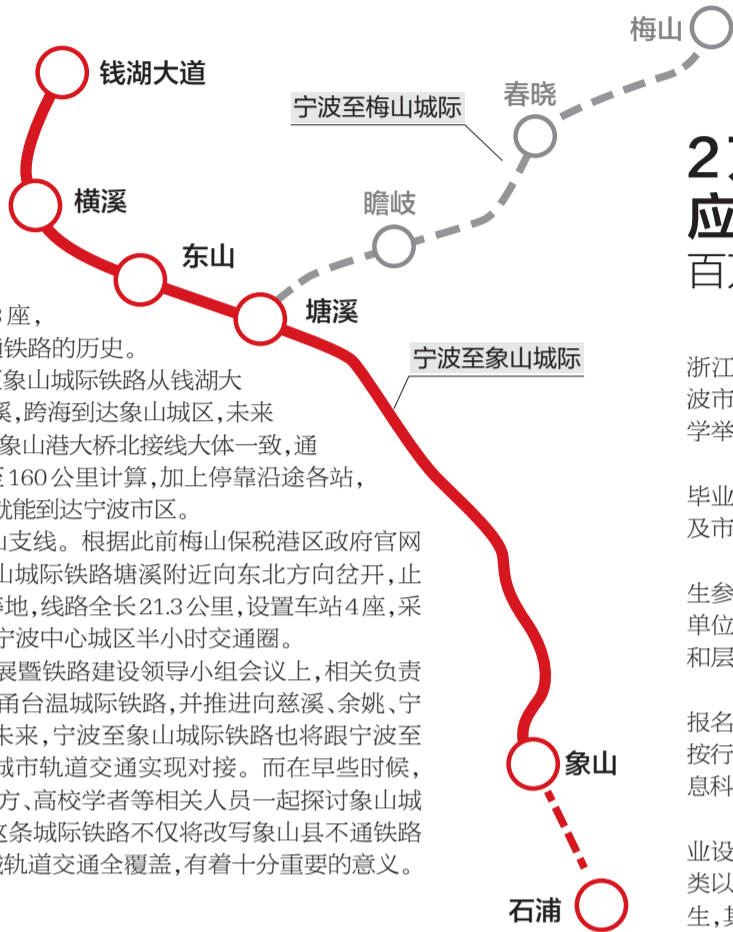 梅山
钱湖大道
春晓
宁波至梅山城际
横溪
瞻岐
东山
塘溪
宁波至象山城际
象山
石浦
座,
铁路的历史。
象山城际铁路从钱湖大
溪,跨海到达象山城区,未来
象山港大桥北接线大体一致,通
至160公里计算,加上停靠沿途各站,
就能到达宁波市区。
山支线。根据此前梅山保税港区政府官网
山城际铁路塘溪附近向东北方向岔开,止
等地,线路全长21.3公里,设置车站4座,采
宁波中心城区半小时交通圈。
展暨铁路建设领导小组会议上,相关负责
甬台温城际铁路,并推进向慈溪、余姚、宁
未来,宁波至象山城际铁路也将跟宁波至
城市轨道交通实现对接。而在早些时候,
方、高校学者等相关人员一起探讨象山城
这条城际铁路不仅将改写象山县不通铁路
轨道交通全覆盖,有着十分重要的意义。
2
应
百
浙江
波市
学举
毕业
及市
生参
单位
和层
报名
按行
息科
业设
类以
生,